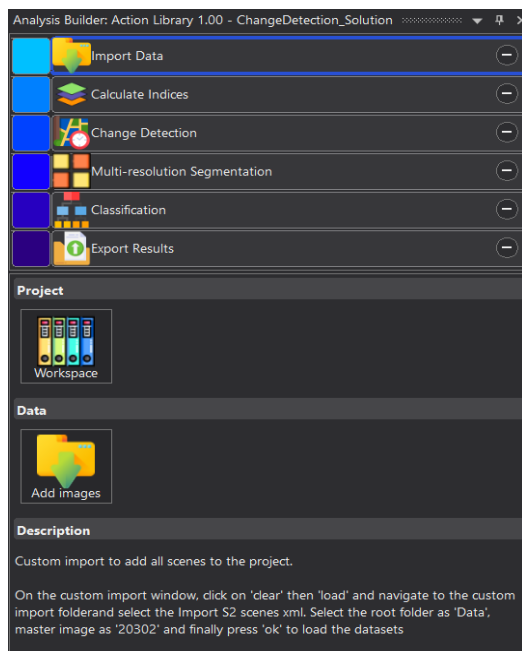 Analysis Builder: Action Library 1.00 - ChangeDetection_Solution
Import Data
Calculate Indices
Change Detection
Multi-resolution Segmentation
Classification
Export Results
Project
Workspace
Data
Add images
Description
Custom import to add all scenes to the project.
On the custom import window, click on 'clear' then 'load' and navigate to the custom
import folderand select the Import S2 scenes xml. Select the root folder as 'Data',
master image as '20302' and finally press 'ok' to load the datasets